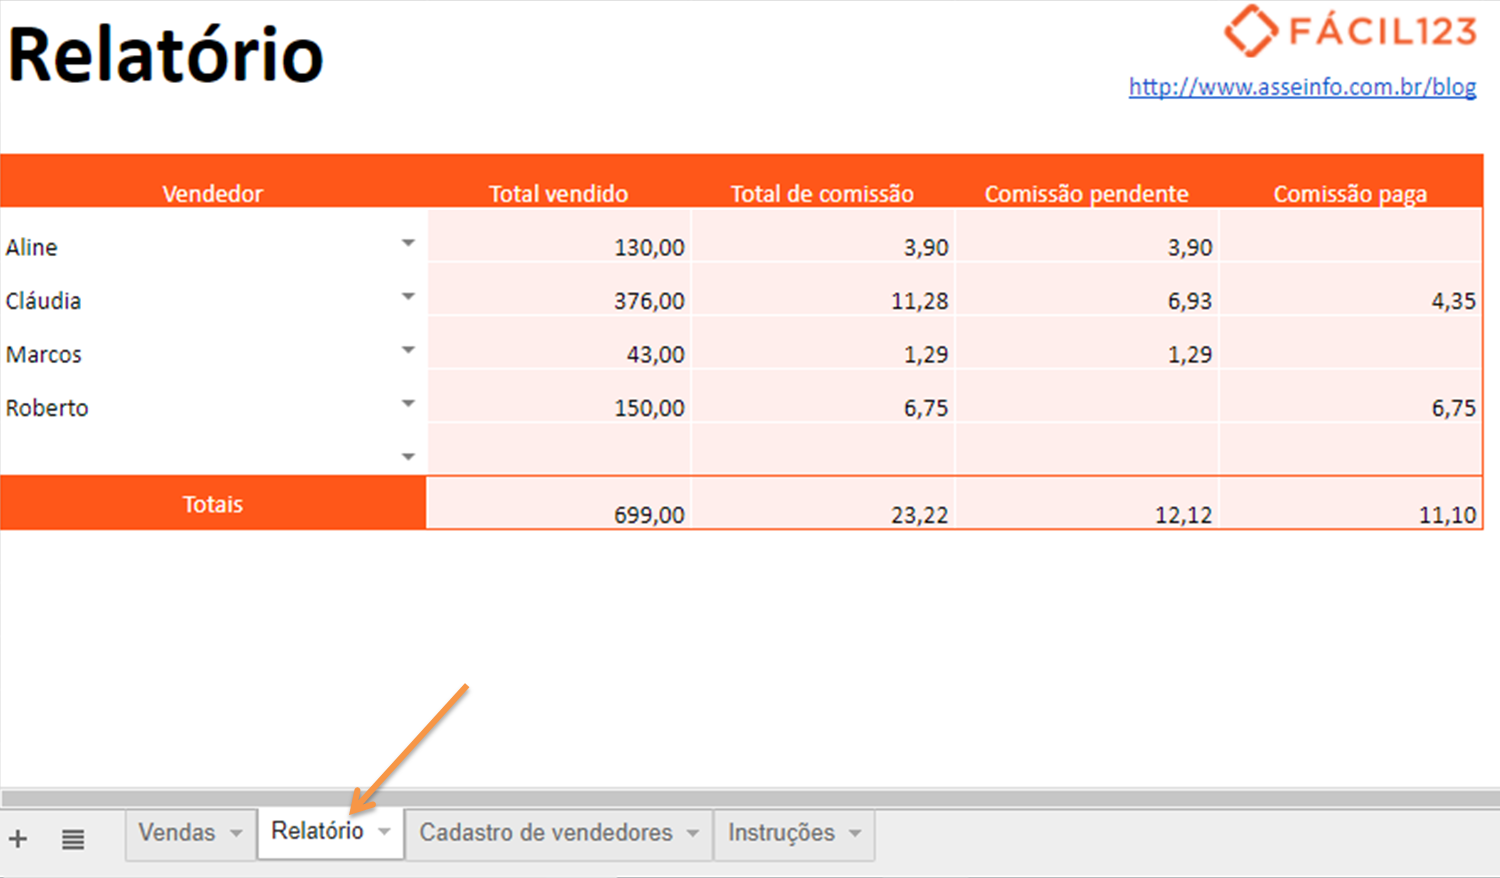 Relatório
FÁCIL123
http://www.asseinfo.com.br/blog
Vendedor Total vendido Total de comissão Comissão pendente Comissão paga
Aline 130,00 3,90 3,90
Cláudia 376,00 11,28 6,93 4,35
Marcos 43,00 1,29 1,29
Roberto 150,00 6,75 6,75
Totais 699,00 23,22 12,12 11,10
Vendas Relatório Cadastro de vendedores Instruções